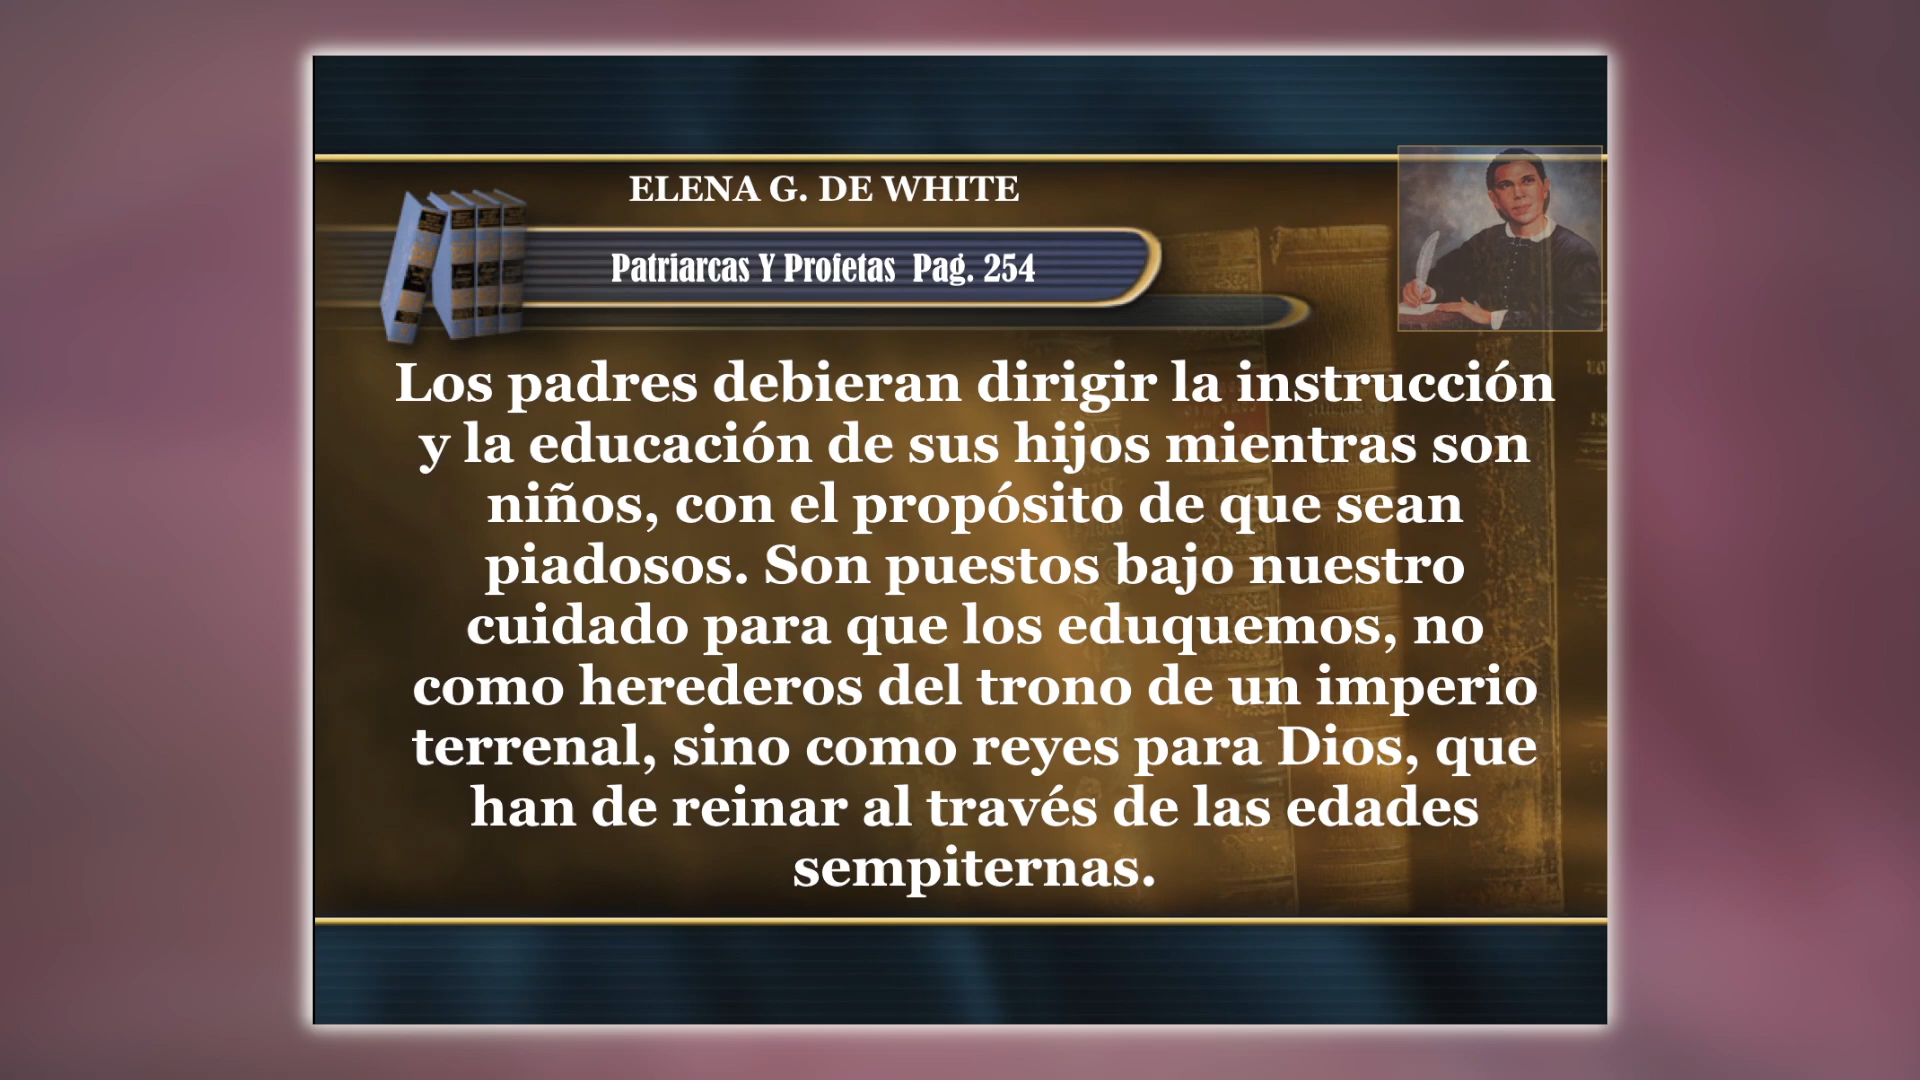 ELENA G. DE WHITE
Patriarcas Y Profetas Pag. 254
Los padres debieran dirigir la instrucción
y la educación de sus hijos mientras son
niños, con el propósito de que sean
piadosos. Son puestos bajo nuestro
cuidado para que los eduquemos, no
como herederos del trono de un imperio
terrenal, sino como reyes para Dios, que
han de reinar al través de las edades
sempiternas.